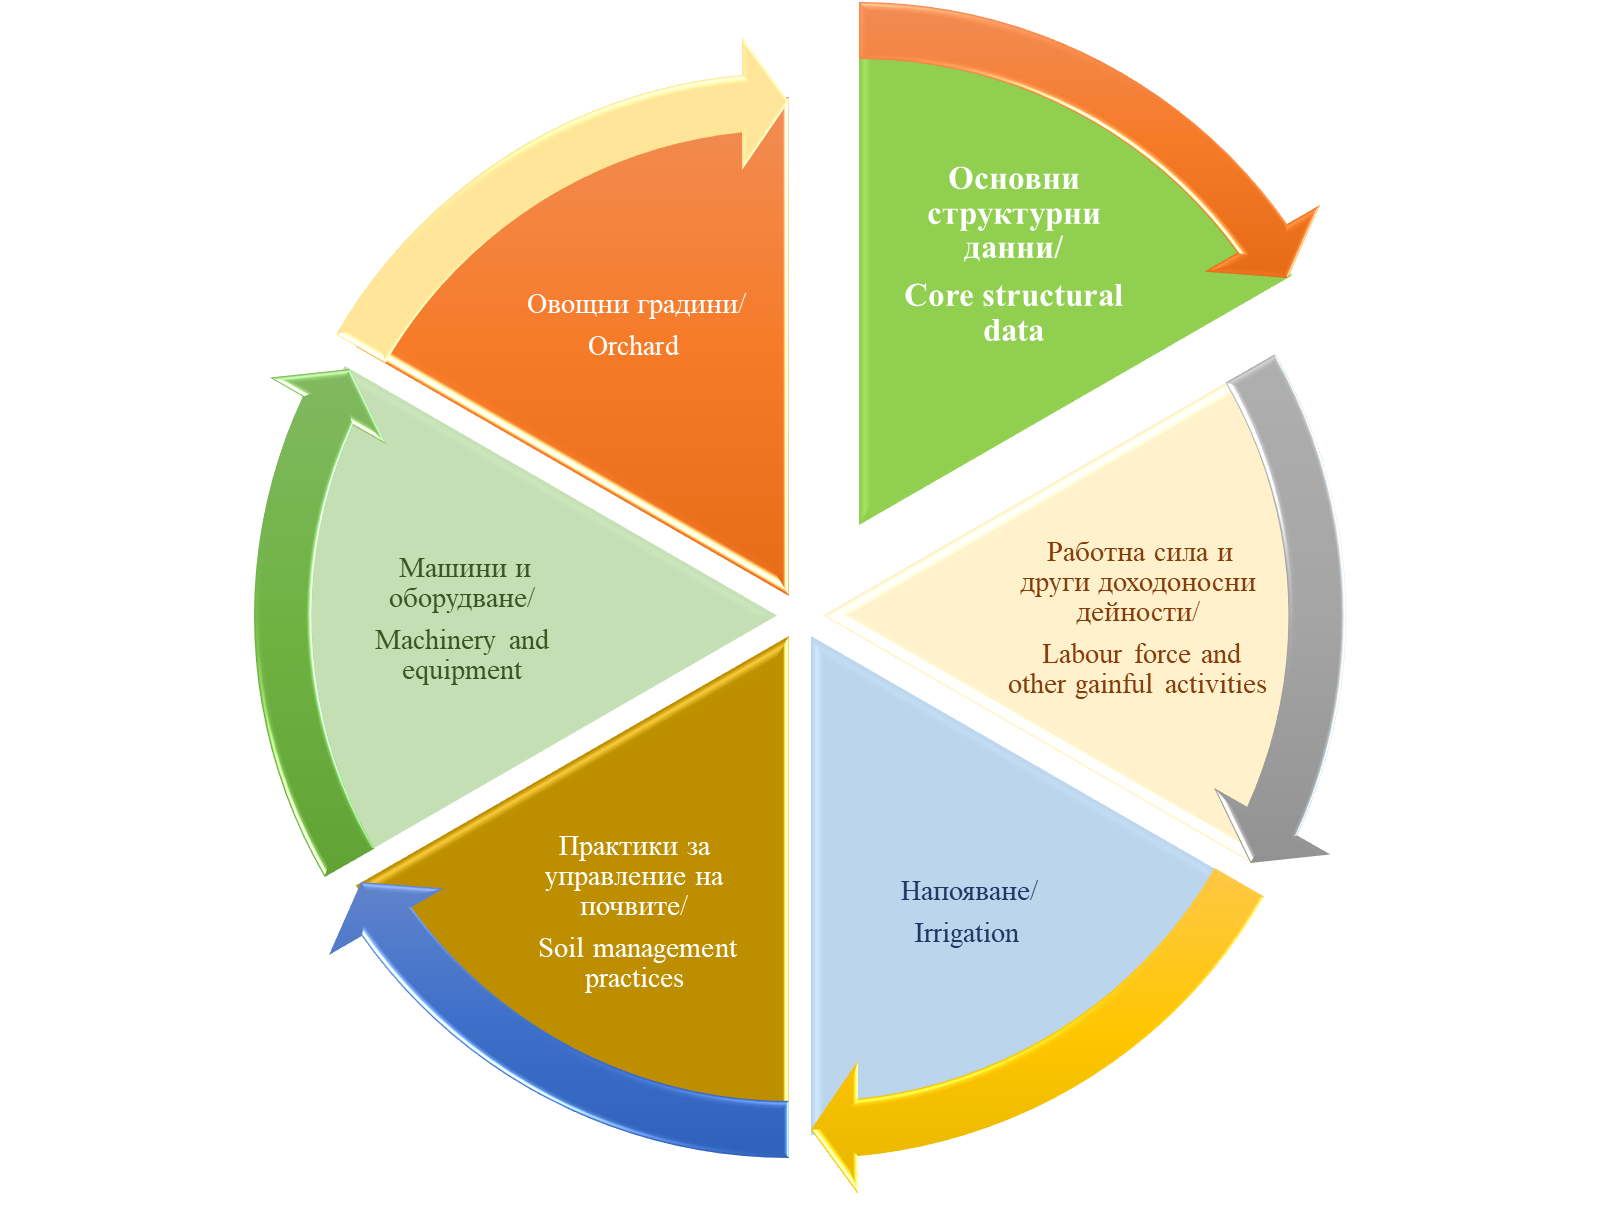 Основни
структурни
данни/
Core structural
data
Работна сила и
други доходоносни
дейности/
Labour force and
other gainful activities
Напояване/
Irrigation
Практики за
управление на
почвите/
Soil management
practices
Машини и
оборудване/
Machinery and
equipment
Овощни градини/
Orchard